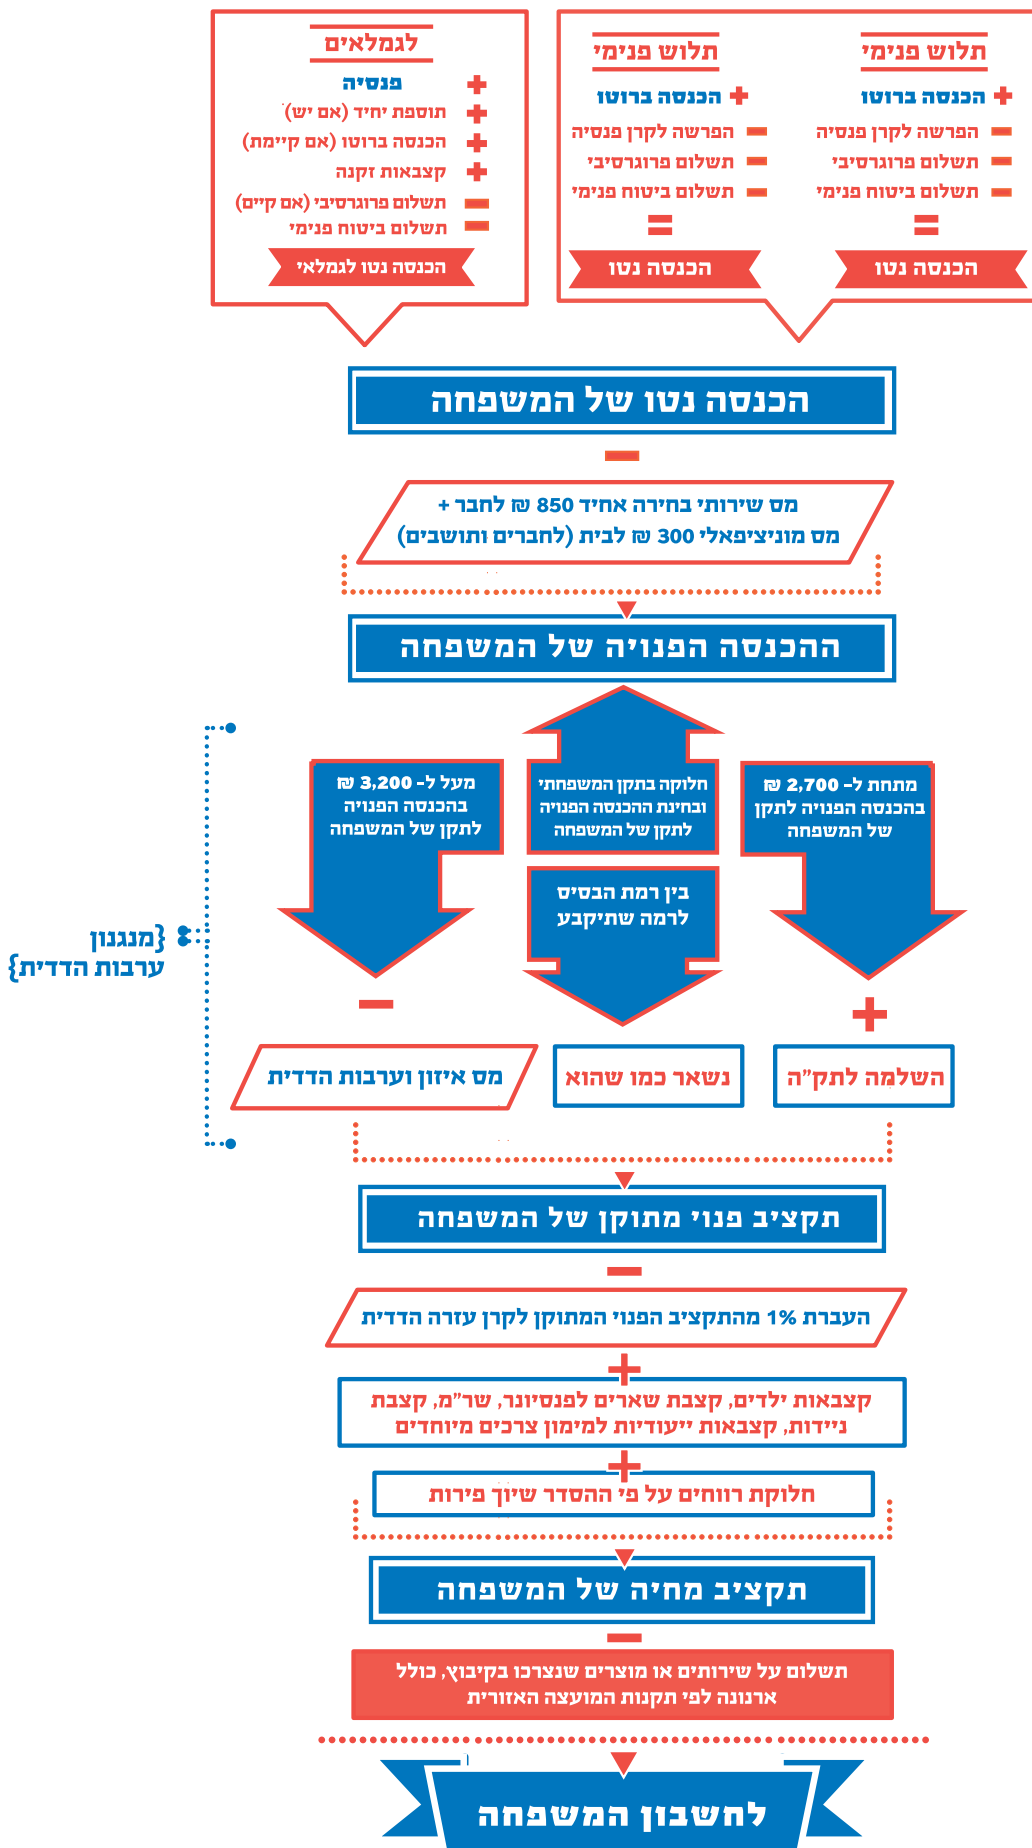 תלוש פנימי
+ הכנסה ברוטו
- הפרשה לקרן פנסיה
- תשלום פרוגרסיבי
- תשלום ביטוח פנימי
=
הכנסה נטו
תלוש פנימי
+ הכנסה ברוטו
- הפרשה לקרן פנסיה
- תשלום פרוגרסיבי
- תשלום ביטוח פנימי
=
הכנסה נטו
לגמלאים
+ פנסיה
+ תוספת יחיד (אם יש)
+ הכנסה ברוטו (אם קיימת)
+ קצבאות זקנה
- תשלום פרוגרסיבי (אם קיים)
- תשלום ביטוח פנימי
הכנסה נטו לגמלאי
הכנסה נטו של המשפחה
-
מס שירותי בחירה אחיד 850 ₪ לחבר +
מס מוניציפאלי 300 ₪ לבית (לחברים ותושבים)
ההכנסה הפנויה של המשפחה
מתחת ל- 2,700 ₪
בהכנסה הפנויה לתקן
של המשפחה
חלוקה בתקן המשפחתי
ובחינת ההכנסה הפנויה
לתקן של המשפחה
מעל ל- 3,200 ₪
בהכנסה הפנויה
לתקן של המשפחה
בין רמת הבסיס
לרמה שתיקבע
{מנגנון
ערבות הדדית}
+
-
השלמה לתק"ה
נשאר כמו שהוא
מס איזון וערבות הדדית
תקציב פנוי מתוקן של המשפחה
-
העברת 1% מהתקציב הפנוי המתוקן לקרן עזרה הדדית
+
קצבאות ילדים, קצבת שארים לפנסיונר, שר"מ, קצבת
ניידות, קצבאות ייעודיות למימון צרכים מיוחדים
+
חלוקת רווחים על פי ההסדר שיוך פירות
תקציב מחיה של המשפחה
-
תשלום על שירותים או מוצרים שנצרכו בקיבוץ, כולל
ארנונה לפי תקנות המועצה האזורית
לחשבון המשפחה